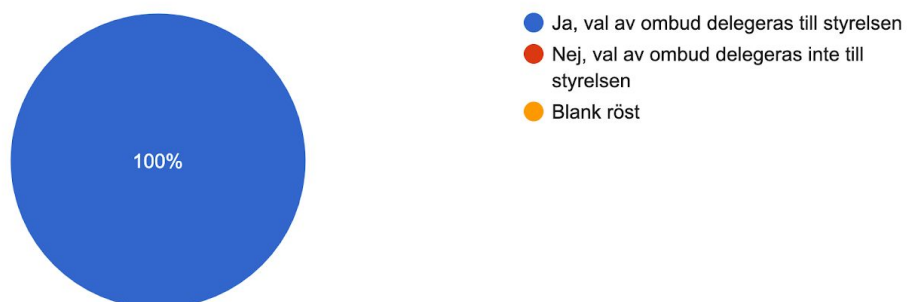 Ja, val av ombud delegeras till styrelsen
Nej, val av ombud delegeras inte till
styrelsen
Blank röst
100%